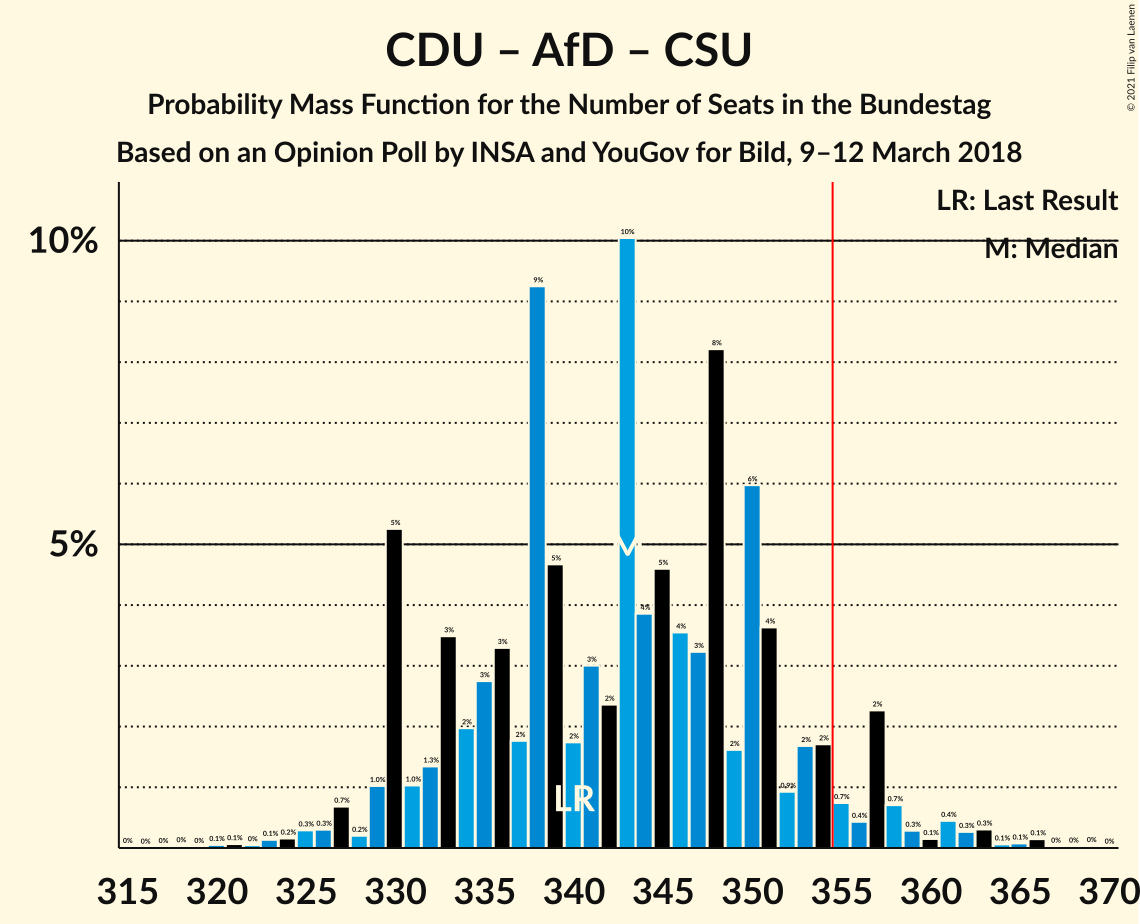 CDU – AfD – CSU
Probability Mass Function for the Number of Seats in the Bundestag
Based on an Opinion Poll by INSA and YouGov for Bild, 9–12 March 2018
© 2021 Filip van Laenen
LR: Last Result
M: Median
10%
5%
0% 0% 0% 0% 0% 0.1% 0.1% 0% 0.1% 0.2% 0.3% 0.3% 0.7% 0.2% 1.0% 5% 1.0% 1.3% 3% 2% 3% 3% 2% 9% 5% 2% 3% 2% 10% 4% 5% 4% 3% 8% 2% 6% 4% 0.9% 2% 2% 0.7% 0.4% 2% 0.7% 0.3% 0.1% 0.4% 0.3% 0.3% 0.1% 0.1% 0.1% 0% 0% 0% 0%
M
LR
315 320 325 330 335 340 345 350 355 360 365 370